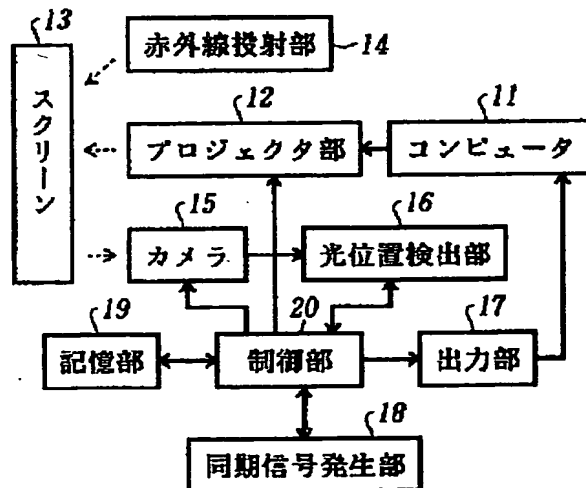 13
スクリーン
赤外線投射部
14
12
プロジェクタ部
11
コンピュータ
15
カメラ
16
光位置検出部
19
記憶部
20
制御部
17
出力部
18
同期信号発生部